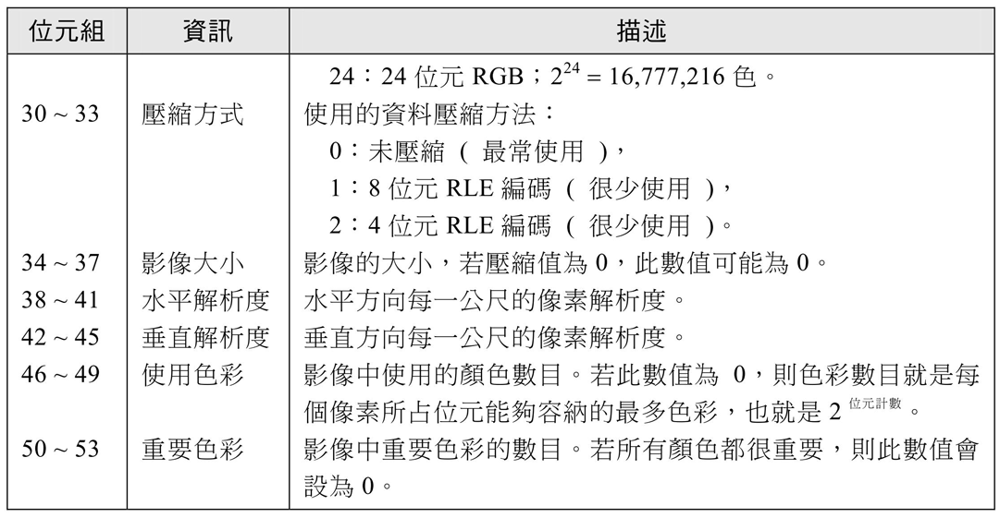 位元組 資訊 描述
24：24 位元 RGB；2^24 = 16,777,216 色。
30 ~ 33 壓縮方式 使用的資料壓縮方法：
0：未壓縮 ( 最常使用 )，
1：8 位元 RLE 編碼 ( 很少使用 )，
2：4 位元 RLE 編碼 ( 很少使用 )。
34 ~ 37 影像大小 影像的大小，若壓縮值為 0，此數值可能為 0。
38 ~ 41 水平解析度 水平方向每一公尺的像素解析度。
42 ~ 45 垂直解析度 垂直方向每一公尺的像素解析度。
46 ~ 49 使用色彩 影像中使用的顏色數目。若此數值為 0，則色彩數目就是每
個像素所占位元能夠容納的最多色彩，也就是 2^位元計數。
50 ~ 53 重要色彩 影像中重要色彩的數目。若所有顏色都很重要，則此數值會
設為 0。